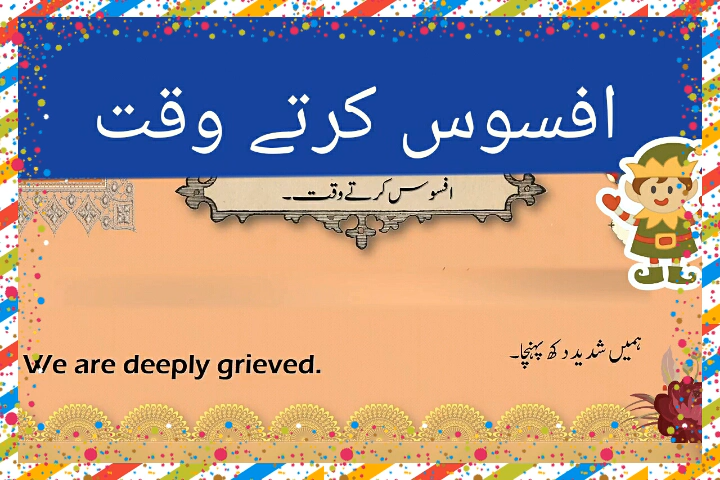 افسوس کرتے وقت
افسوس کرتے وقت۔
We are deeply grieved.
ہمیں شدید دکھ پہنچا۔